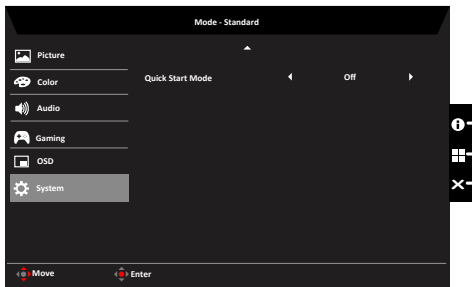 Mode - Standard
Picture
Color
Quick Start Mode Off
Audio
Gaming
OSD
System
Move Enter